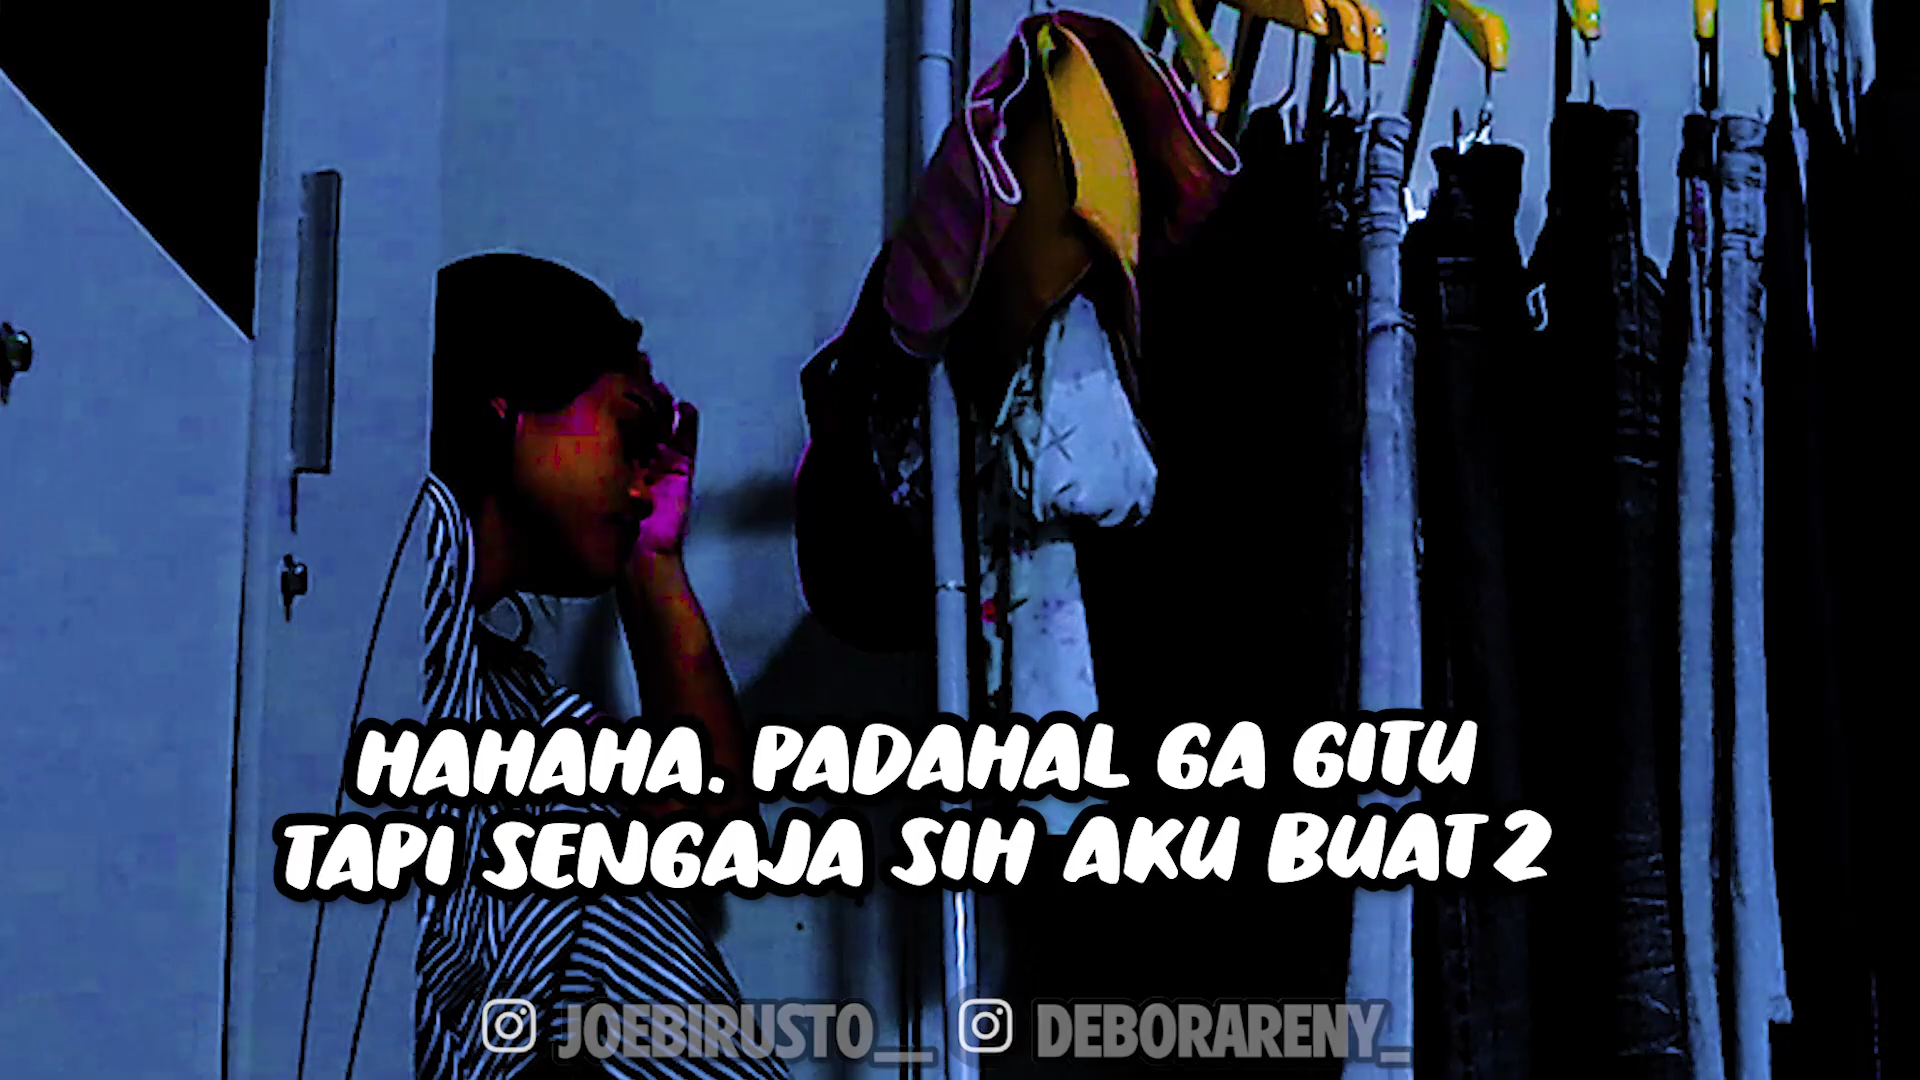 HAHAHA. PADAHAL GA GITU
TAPI SENGAJA SIH AKU BUAT2
JOEBIRUSTO__ DEBORARENY_